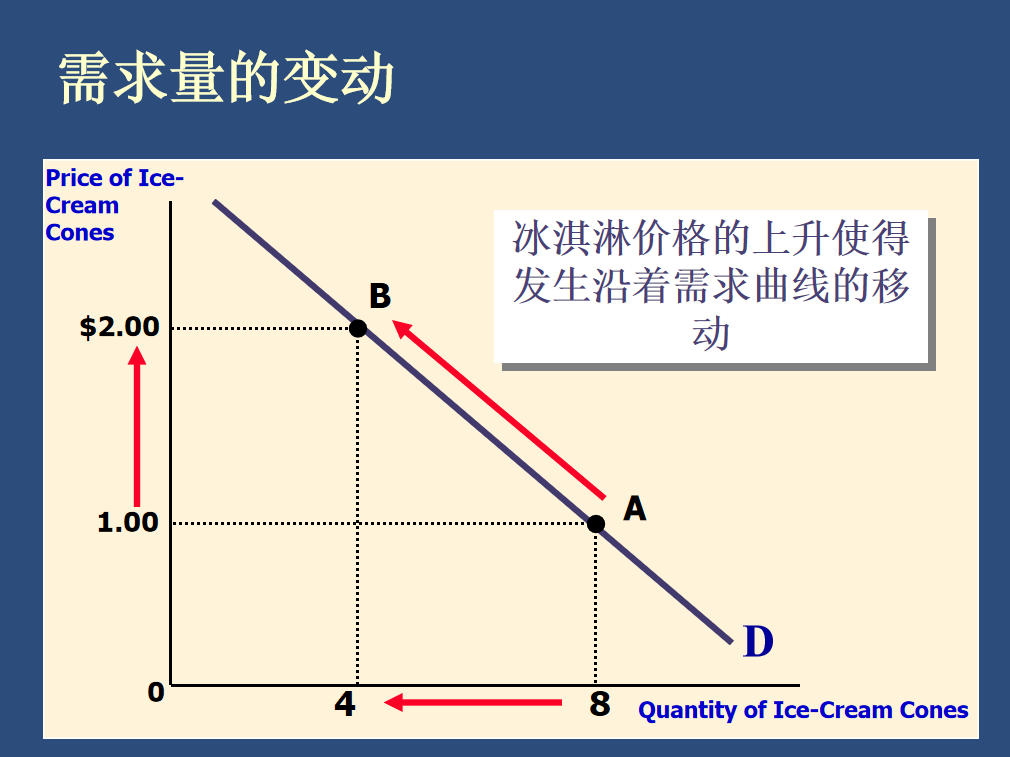 需求量的变动
Price of Ice-
Cream
Cones
冰淇淋价格的上升使得
发生沿着需求曲线的移
动
B
$2.00
A
1.00
D
0
4
8
Quantity of Ice-Cream Cones